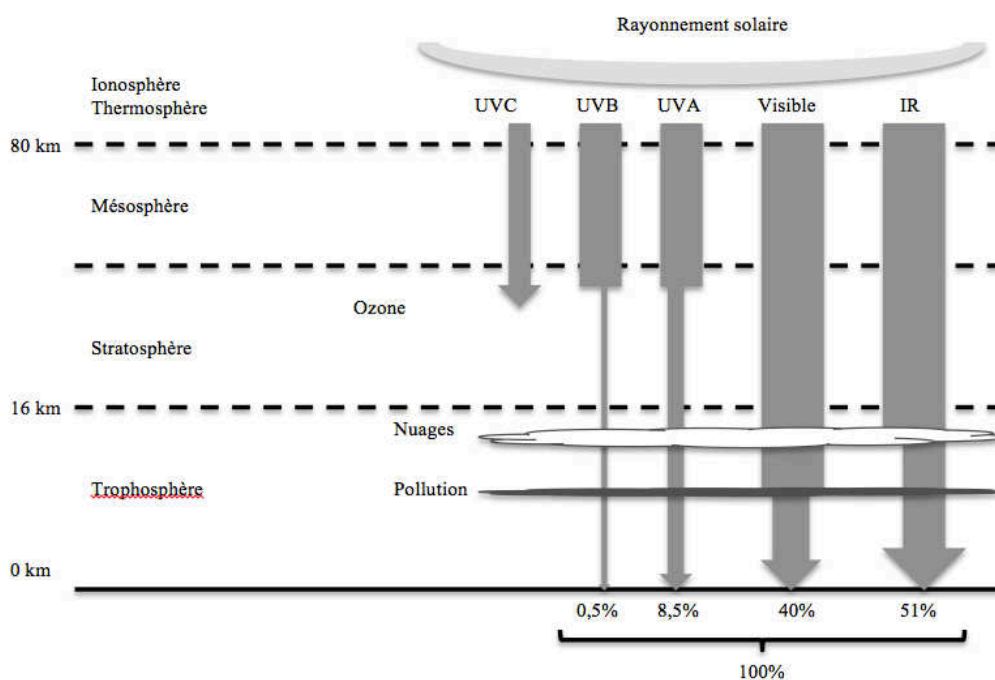 Rayonnement solaire
Ionosphère
Thermosphère
UVC UVB UVA Visible IR
80 km
Mésosphère
Ozone
Stratosphère
16 km
Nuages
Trophosphère Pollution
0 km
0,5% 8,5% 40% 51%
100%